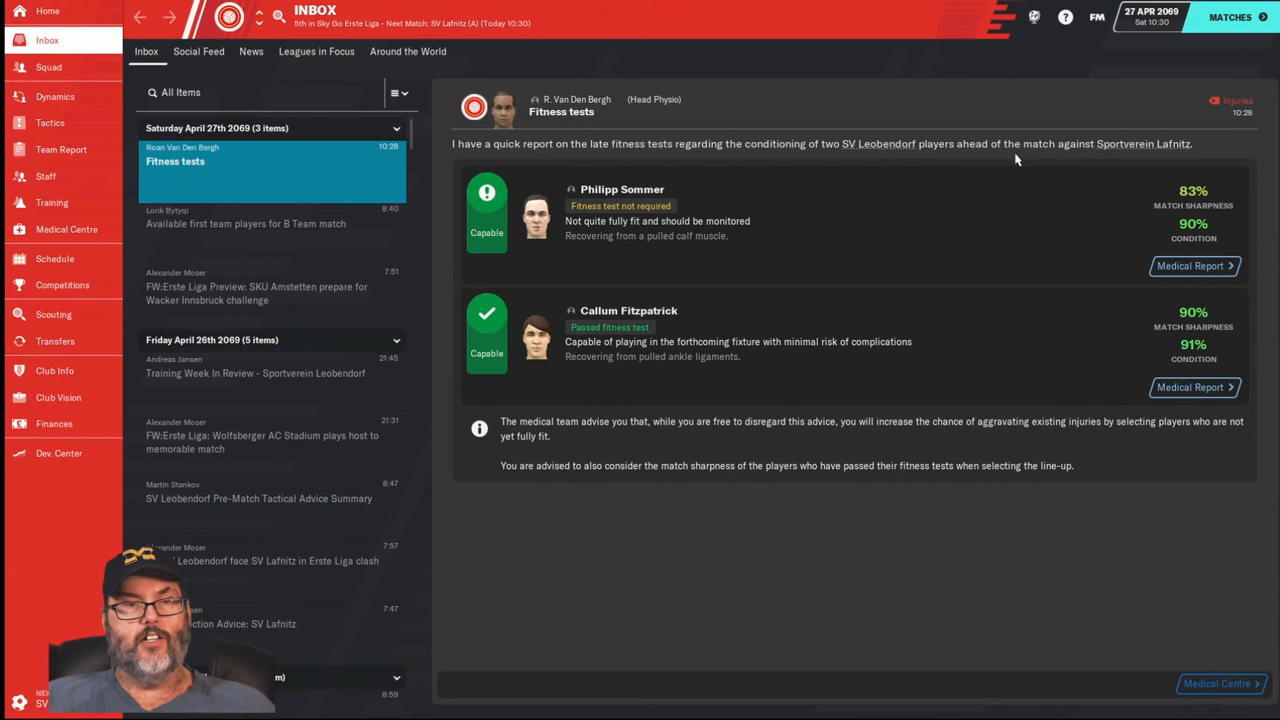 Home
Inbox
Squad
Dynamics
Tactics
Team Report
Staff
Training
Medical Centre
Schedule
Competitions
Scouting
Transfers
Club Info
Club Vision
Finances
Dev. Center
SV
INBOX
5th in Sky Go Erste Liga - Next Match: SV Lafnitz (A) (Today 10:30)
?
FM
27 APR 2069
Sat 10:30
MATCHES
Inbox
Social Feed
News
Leagues in Focus
Around the World
All Items
Saturday April 27th 2069 (3 items)
Roan Van Den Bergh
10:28
Fitness tests
Lorik Bytyqi
8:40
Available first team players for B Team match
Alexander Moser
7:51
FW:Erste Liga Preview: SKU Amstetten prepare for
Wacker Innsbruck challenge
Friday April 26th 2069 (5 items)
Andreas Jansen
21:45
Training Week In Review - Sportverein Leobendorf
Alexander Moser
21:31
FW:Erste Liga: Wolfsberger AC Stadium plays host to
memorable match
Martin Stankov
8:47
SV Leobendorf Pre-Match Tactical Advice Summary
Moser
7:57
Leobendorf face SV Lafnitz in Erste Liga clash
7:47
Advice: SV Lafnitz
8:59
R. Van Den Bergh (Head Physio)
Fitness tests
Injuries
10:28
I have a quick report on the late fitness tests regarding the conditioning of two SV Leobendorf players ahead of the match against Sportverein Lafnitz.
Capable
Philipp Sommer
Fitness test not required
Not quite fully fit and should be monitored
Recovering from a pulled calf muscle.
83%
MATCH SHARPNESS
90%
CONDITION
Medical Report
Capable
Callum Fitzpatrick
Passed fitness test
Capable of playing in the forthcoming fixture with minimal risk of complications
Recovering from pulled ankle ligaments.
90%
MATCH SHARPNESS
91%
CONDITION
Medical Report
The medical team advise you that, while you are free to disregard this advice, you will increase the chance of aggravating existing injuries by selecting players who are not
yet fully fit.
You are advised to also consider the match sharpness of the players who have passed their fitness tests when selecting the line-up.
Medical Centre